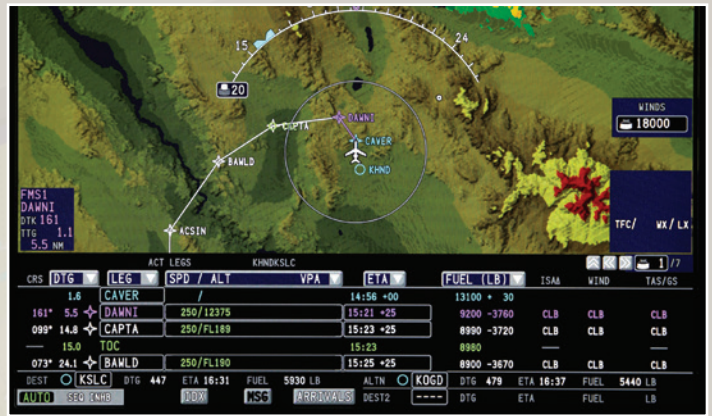 15
24
20
WINDS
18000
DAWNI
CAPTA
CAVER
BAWLD
KHND
ACSIN
FMS1
DAWNI
DTK 161
TTG 1.1
5.5 NM
TFC/ WX/LX
ACT LEGS KHNDKSLC 1 /7
CRS DTG LEG SPD / ALT VPA ETA FUEL (LB) ISAΔ WIND TAS/GS
1.6 CAVER / 14:56 +00 13100 + 30
161° 5.5 DAWNI 250/12375 15:21 +25 9200 -3760 CLB CLB CLB
099° 14.8 CAPTA 250/FL189 15:23 +25 8990 -3720 CLB CLB CLB
---- 15.0 TOC 15:23 8980 ---- ---- ----
073° 24.1 BAWLD 250/FL190 15:25 +25 8900 -3670 CLB CLB CLB
DEST KSLC DTG 447 ETA 16:31 FUEL 5930 LB ALTN KOGD DTG 479 ETA 16:37 FUEL 5440 LB
AUTO SEQ INHB IDX MSG ARRIVALS DEST2 ---- DTG ETA FUEL LB